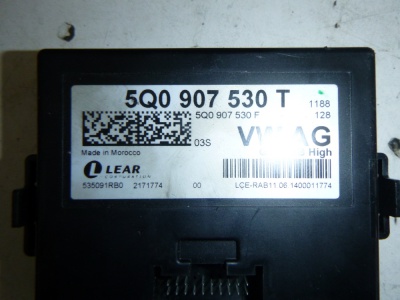 5Q0 907 530 T 1188
5Q0 907 530 F 128
03S VW AG
Made in Morocco High
LEAR
CORPORATION
535091RB0 2171774 00 LCE-RAB11.06.1400011774